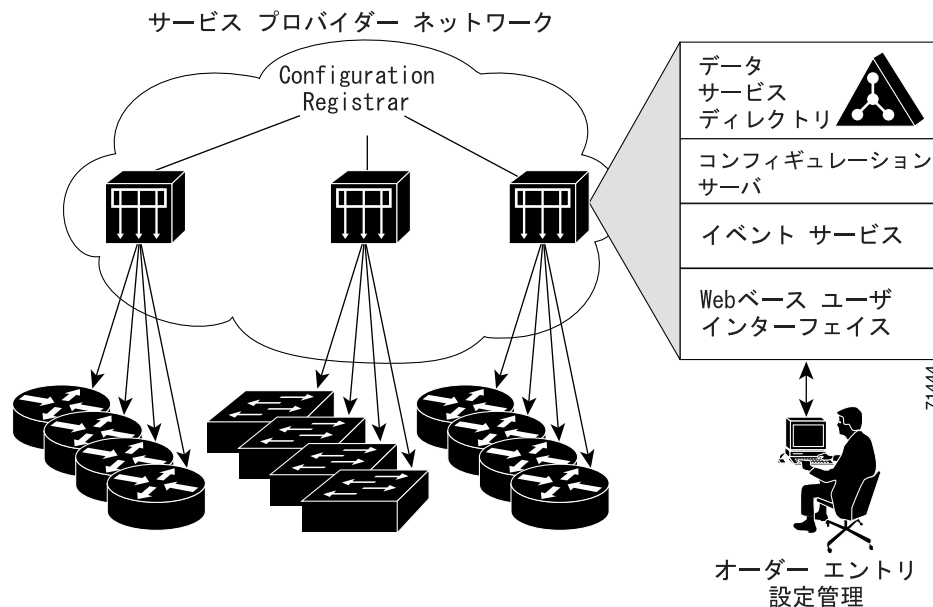 サービス プロバイダー ネットワーク
Configuration
Registrar
データ
サービス
ディレクトリ
コンフィギュレーション
サーバ
イベント サービス
Webベース ユーザ
インターフェイス
71444
オーダー エントリ
設定管理